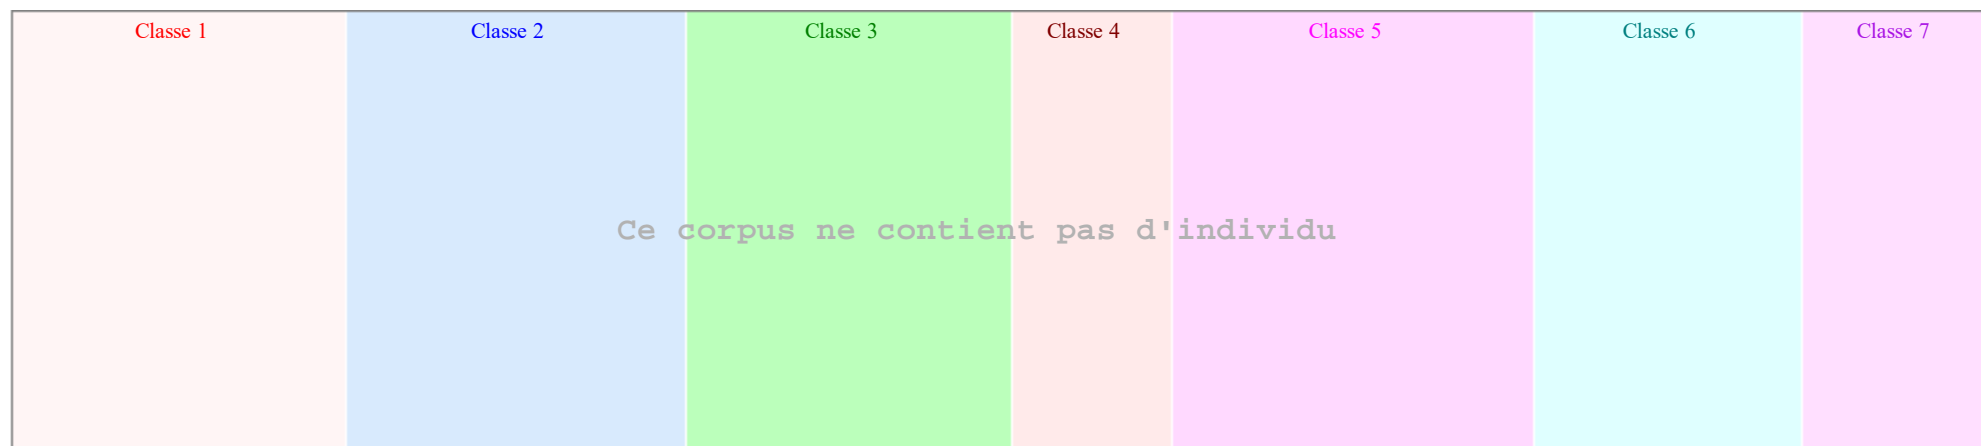 Classe 1 Classe 2 Classe 3 Classe 4 Classe 5 Classe 6 Classe 7
Ce corpus ne contient pas d'individu